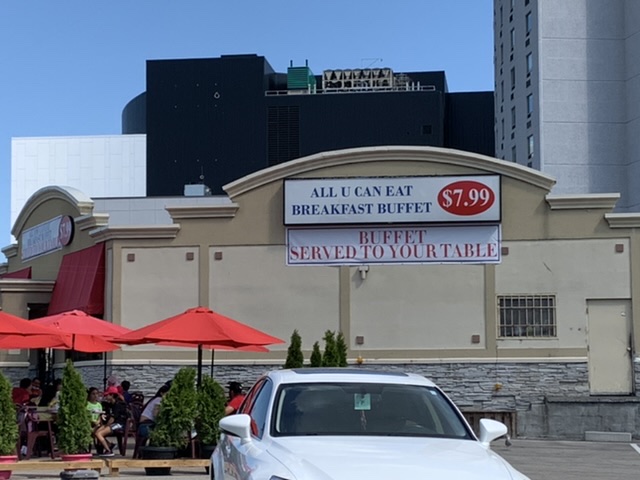 ALL U CAN EAT
BREAKFAST BUFFET
$7.99
BUFFET
SERVED TO YOUR TABLE